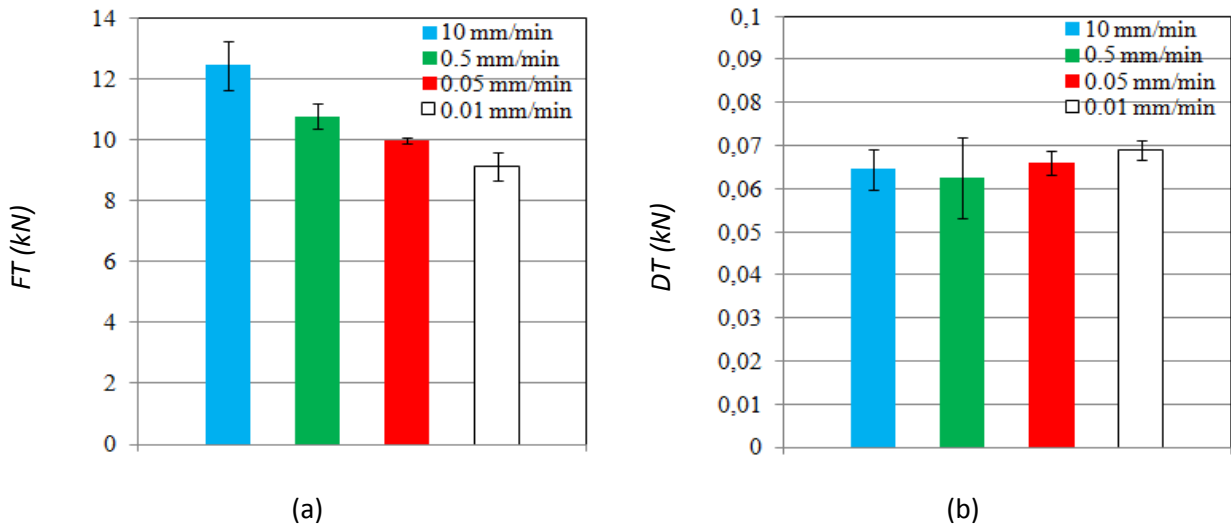 14
12
10
8
6
4
2
0
FT (kN)
10 mm/min
0.5 mm/min
0.05 mm/min
0.01 mm/min
(a)
0,1
0,09
0,08
0,07
0,06
0,05
0,04
0,03
0,02
0,01
0
DT (kN)
10 mm/min
0.5 mm/min
0.05 mm/min
0.01 mm/min
(b)